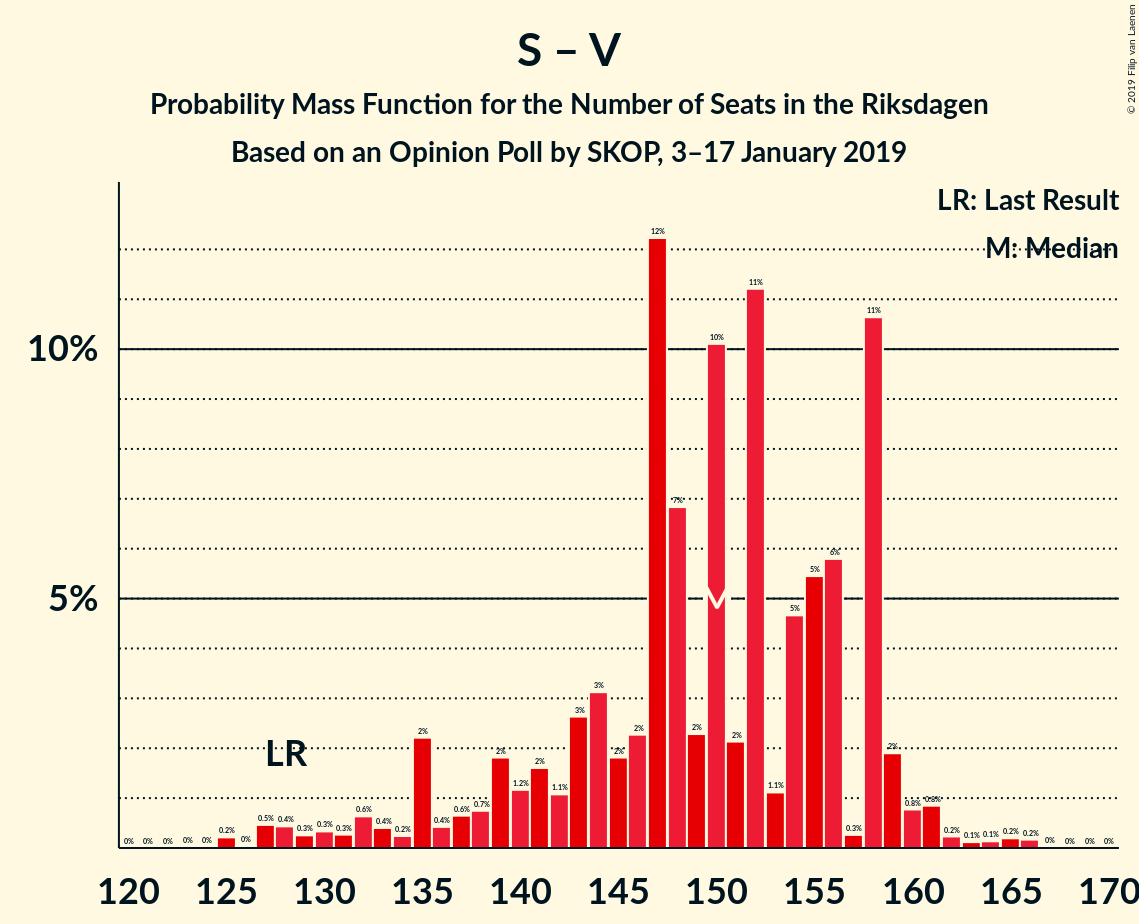 S – V
Probability Mass Function for the Number of Seats in the Riksdagen
Based on an Opinion Poll by SKOP, 3–17 January 2019
© 2019 Filip van Laenen
LR: Last Result
M: Median
10%
5%
LR
M
0% 0% 0% 0% 0% 0.2% 0% 0.5% 0.4% 0.3% 0.3% 0.3% 0.6% 0.4% 0.2% 2% 0.4% 0.6% 0.7% 2% 1.2% 2% 1.1% 3% 3% 2% 2% 12% 7% 2% 10% 2% 11% 1.1% 5% 5% 6% 0.3% 11% 2% 0.8% 0.8% 0.2% 0.1% 0.1% 0.2% 0.2% 0% 0% 0% 0%
120 125 130 135 140 145 150 155 160 165 170